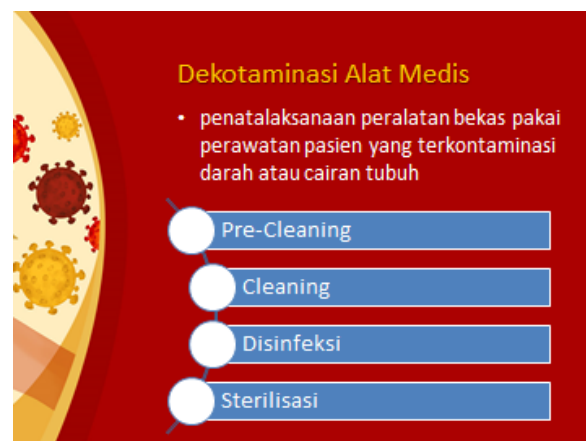 Dekotaminasi Alat Medis
• penatalaksanaan peralatan bekas pakai
perawatan pasien yang terkontaminasi
darah atau cairan tubuh
Pre-Cleaning
Cleaning
Disinfeksi
Sterilisasi